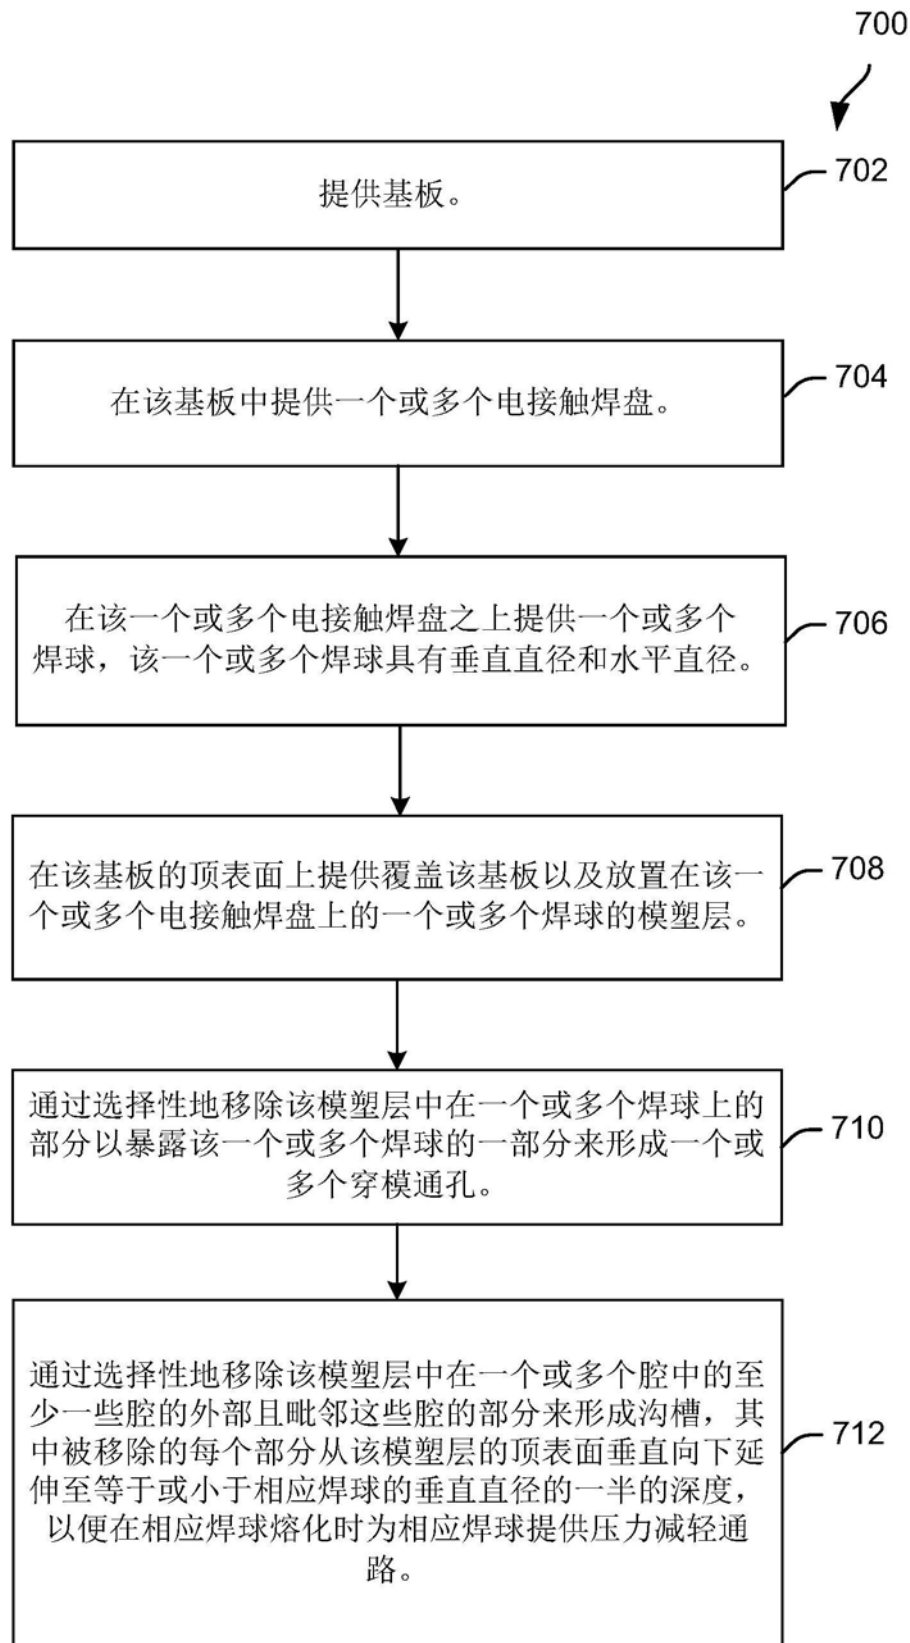 700
提供基板。
702
在该基板中提供一个或多个电接触焊盘。
704
在该一个或多个电接触焊盘之上提供一个或多个
焊球，该一个或多个焊球具有垂直直径和水平直径。
706
在该基板的顶表面上提供覆盖该基板以及放置在该一
个或多个电接触焊盘上的一个或多个焊球的模塑层。
708
通过选择性地移除该模塑层中在一个或多个焊球上的
部分以暴露该一个或多个焊球的一部分来形成一个或
多个穿模通孔。
710
通过选择性地移除该模塑层中在一个或多个腔中的至
少一些腔的外部且毗邻这些腔的部分来形成沟槽，其
中被移除的每个部分从该模塑层的顶表面垂直向下延
伸至等于或小于相应焊球的垂直直径的一半的深度，
以便在相应焊球熔化时为相应焊球提供压力减轻通
路。
712